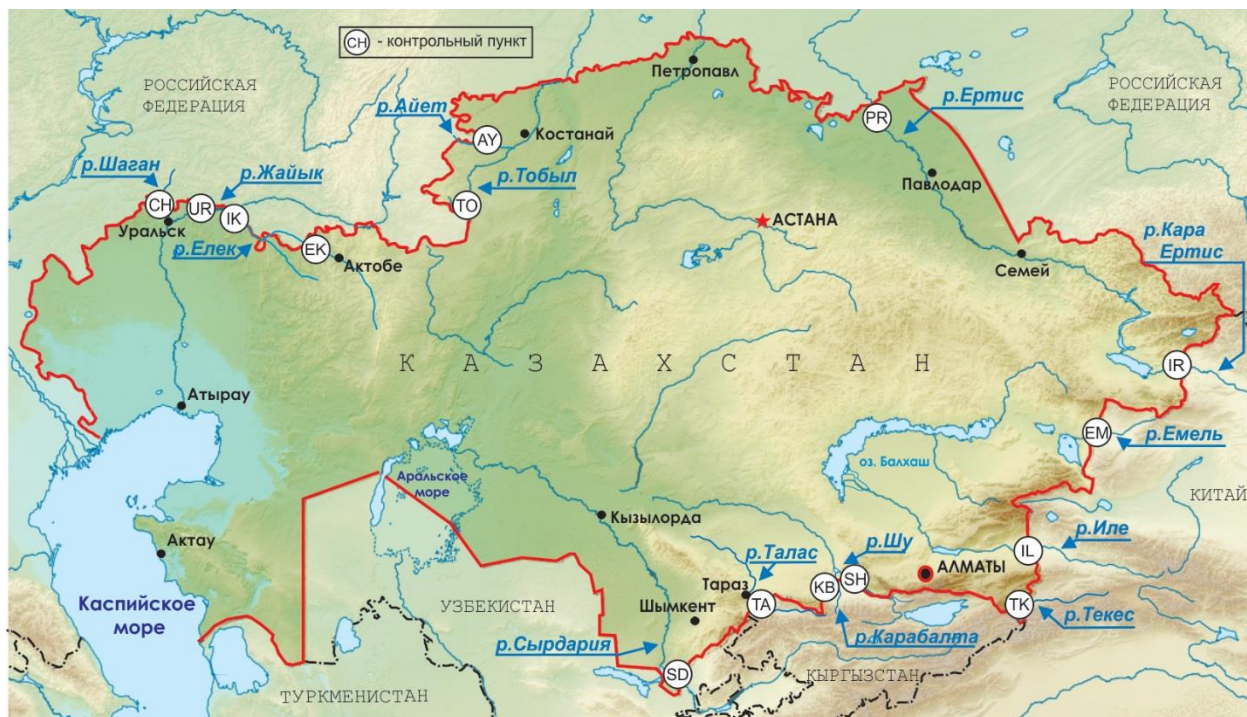 CH - контрольный пункт
РОССИЙСКАЯ
ФЕДЕРАЦИЯ
Петропавл
РОССИЙСКАЯ
ФЕДЕРАЦИЯ
р.Айет
р.Ертис
PR
AY
Костанай
р.Шаган
р.Жайык
р.Тобыл
Павлодар
CH
UR
IK
TO
АСТАНА
Уральск
р.Елек
EK
Актобе
Семей
р.Кара
Ертис
КАЗАХСТАН
IR
Атырау
EM
р.Емель
оз. Балхаш
Аральское
море
КИТАЙ
Кызылорда
р.Иле
IL
р.Шу
р.Талас
Актау
АЛМАТЫ
Тараз
KB
SH
TA
TK
Каспийское
море
УЗБЕКИСТАН
Шымкент
р.Текес
р.Карабалта
р.Сырдария
SD
КЫРГЫЗСТАН
ТУРКМЕНИСТАН